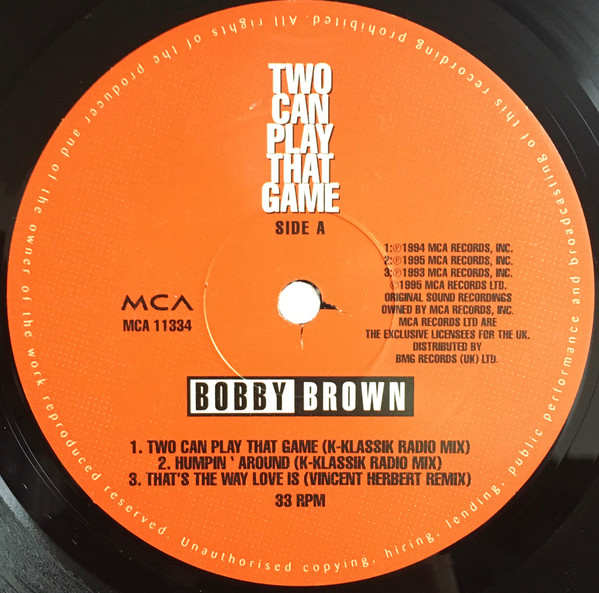 TWO
CAN
PLAY
THAT
GAME
SIDE A
1:℗1994 MCA RECORDS, INC.
2:℗1995 MCA RECORDS, INC.
3:℗1993 MCA RECORDS, INC.
©1995 MCA RECORDS LTD.
ORIGINAL SOUND RECORDINGS
OWNED BY MCA RECORDS, INC.
MCA RECORDS LTD ARE
THE EXCLUSIVE LICENSEES FOR THE UK.
DISTRIBUTED BY
BMG RECORDS (UK) LTD.
MCA
MCA 11334
BOBBY BROWN
1. TWO CAN PLAY THAT GAME (K-KLASSIK RADIO MIX)
2. HUMPIN ' AROUND (K-KLASSIK RADIO MIX)
3. THAT'S THE WAY LOVE IS (VINCENT HERBERT REMIX)
33 RPM
All rights of the producer and of the owner of the work reproduced reserved. Unauthorised copying, hiring, lending, public performance and broadcasting of this recording prohibited.